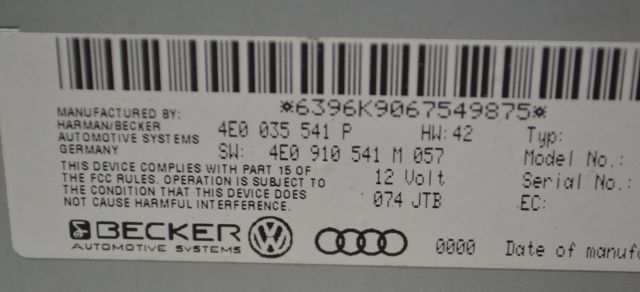 *6396K9067549875*
MANUFACTURED BY:
HARMAN/BECKER
AUTOMOTIVE SYSTEMS
GERMANY
4E0 035 541 P HW: 42 Typ:
SW: 4E0 910 541 M 057 Model No.:
THIS DEVICE COMPLIES WITH PART 15 OF
THE FCC RULES. OPERATION IS SUBJECT TO
THE CONDITION THAT THIS DEVICE DOES
NOT CAUSE HARMFUL INTERFERENCE.
12 Volt Serial No.:
074 JTB EC:
BECKER
AUTOMOTIVE SYSTEMS
0000 Date of manuf